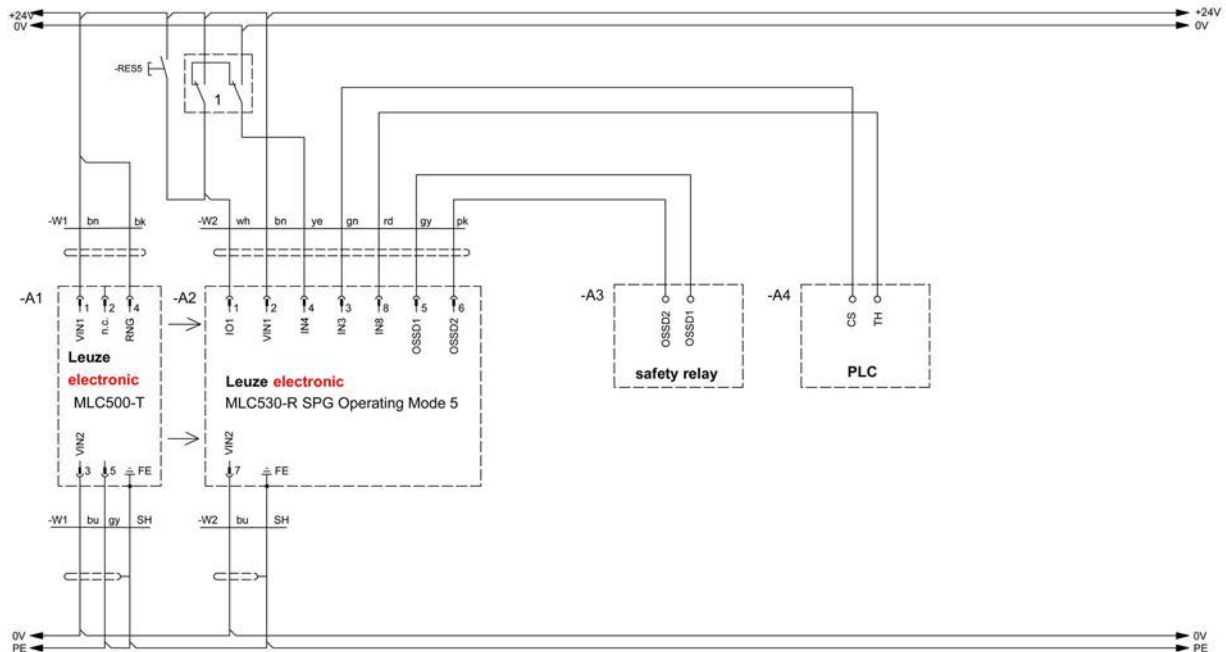 +24V +24V
0V 0V
-RES5
1
-W1 bn bk -W2 wh bn ye gn rd gy pk
-A1 -A2 -A3 -A4
1 2 4 1 2 4 3 8 5 6
VIN1 n.c. RNG IO1 VIN1 IN4 IN3 IN8 OSSD1 OSSD2 OSSD2 OSSD1 CS TH
Leuze
electronic
MLC500-T
Leuze electronic
MLC530-R SPG Operating Mode 5
safety relay
PLC
VIN2 VIN2
3 5 FE 7 FE
-W1 bu gy SH -W2 bu SH
0V 0V
PE PE